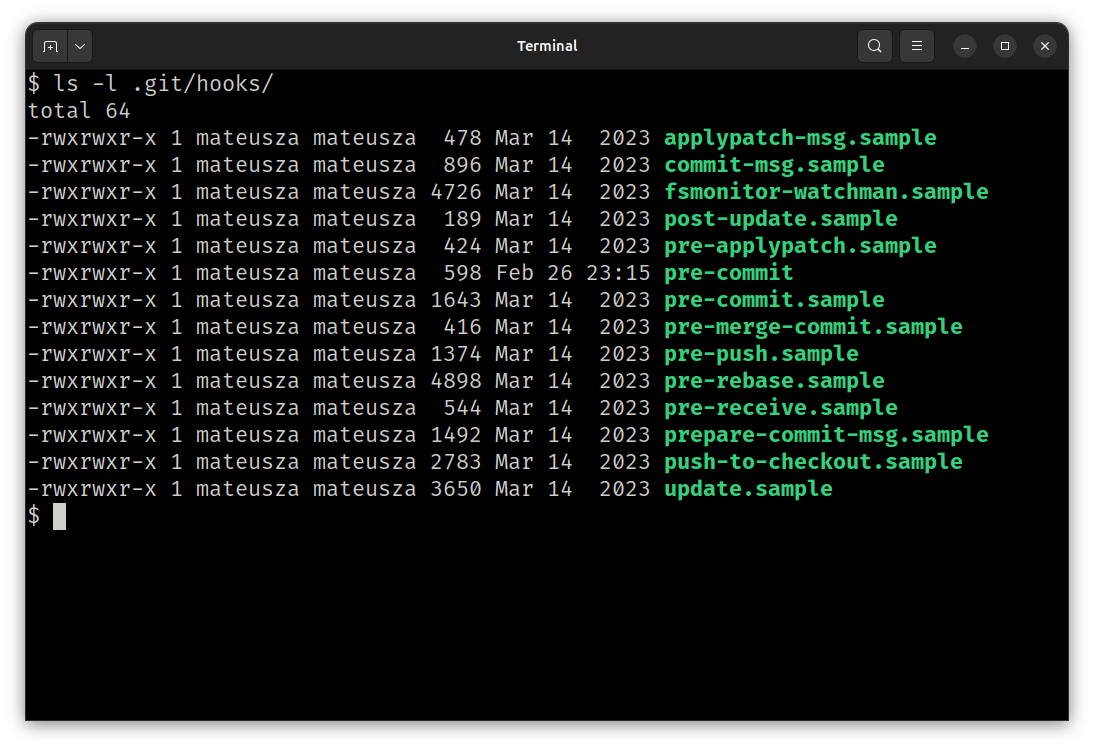 Terminal
$ ls -l .git/hooks/
total 64
-rwxrwxr-x 1 mateusza mateusza  478 Mar 14  2023 applypatch-msg.sample
-rwxrwxr-x 1 mateusza mateusza  896 Mar 14  2023 commit-msg.sample
-rwxrwxr-x 1 mateusza mateusza 4726 Mar 14  2023 fsmonitor-watchman.sample
-rwxrwxr-x 1 mateusza mateusza  189 Mar 14  2023 post-update.sample
-rwxrwxr-x 1 mateusza mateusza  424 Mar 14  2023 pre-applypatch.sample
-rwxrwxr-x 1 mateusza mateusza  598 Feb 26 23:15 pre-commit
-rwxrwxr-x 1 mateusza mateusza 1643 Mar 14  2023 pre-commit.sample
-rwxrwxr-x 1 mateusza mateusza  416 Mar 14  2023 pre-merge-commit.sample
-rwxrwxr-x 1 mateusza mateusza 1374 Mar 14  2023 pre-push.sample
-rwxrwxr-x 1 mateusza mateusza 4898 Mar 14  2023 pre-rebase.sample
-rwxrwxr-x 1 mateusza mateusza  544 Mar 14  2023 pre-receive.sample
-rwxrwxr-x 1 mateusza mateusza 1492 Mar 14  2023 prepare-commit-msg.sample
-rwxrwxr-x 1 mateusza mateusza 2783 Mar 14  2023 push-to-checkout.sample
-rwxrwxr-x 1 mateusza mateusza 3650 Mar 14  2023 update.sample
$